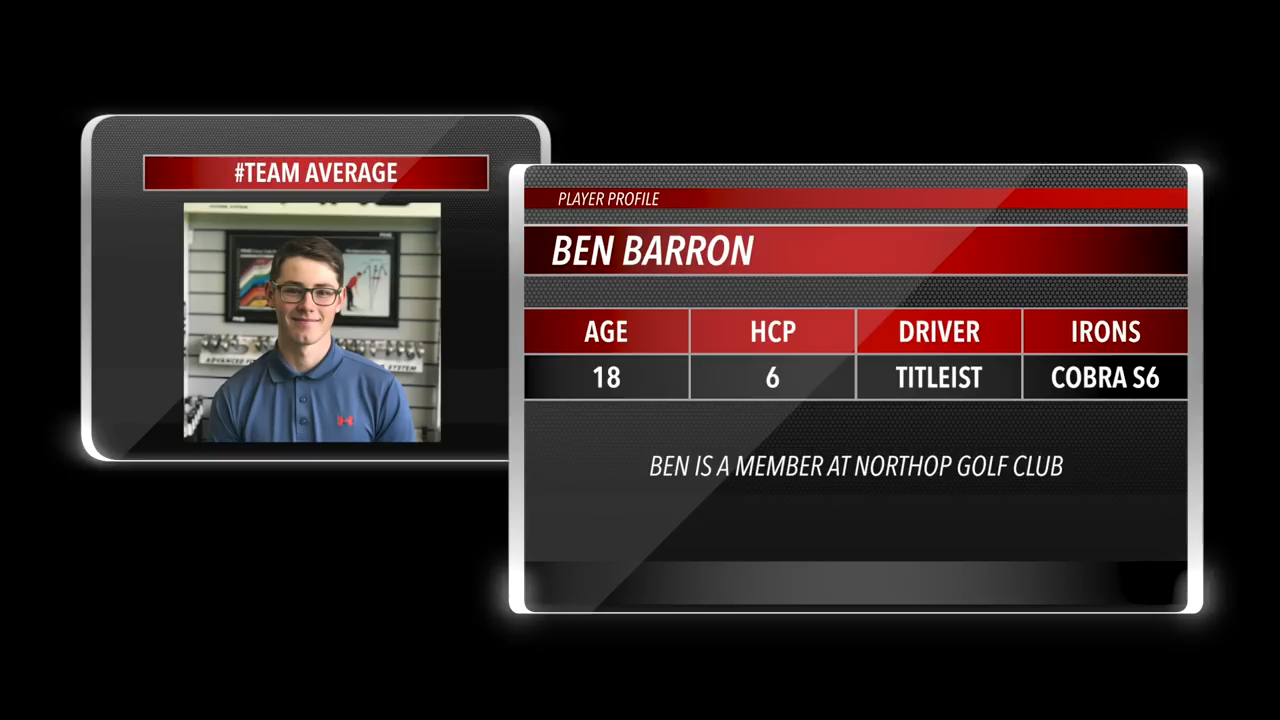 #TEAM AVERAGE
PLAYER PROFILE
BEN BARRON
AGE HCP DRIVER IRONS
18 6 TITLEIST COBRA S6
BEN IS A MEMBER AT NORTHOP GOLF CLUB